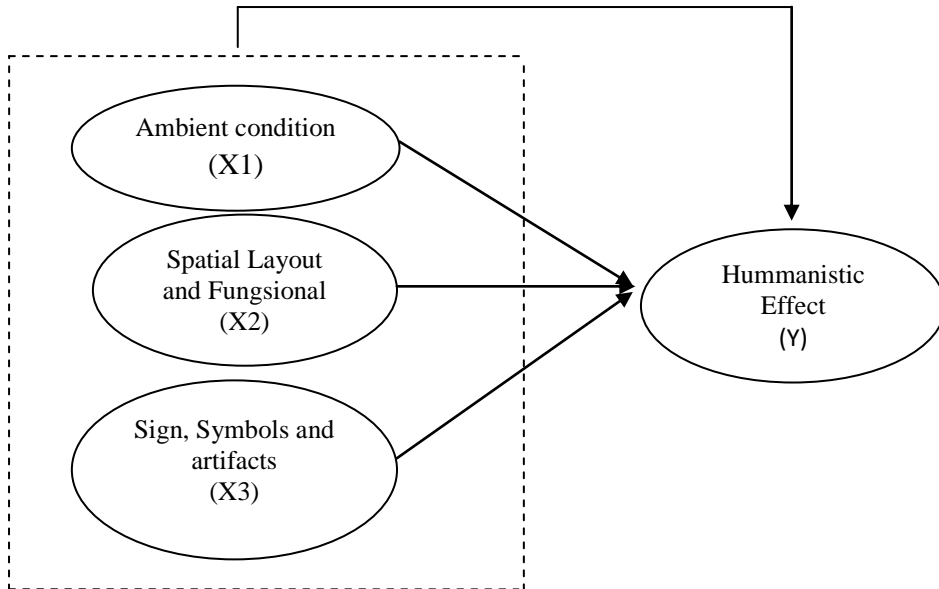 Ambient condition
(X1)
Spatial Layout
and Fungsional
(X2)
Sign, Symbols and
artifacts
(X3)
Hummanistic
Effect
(Y)